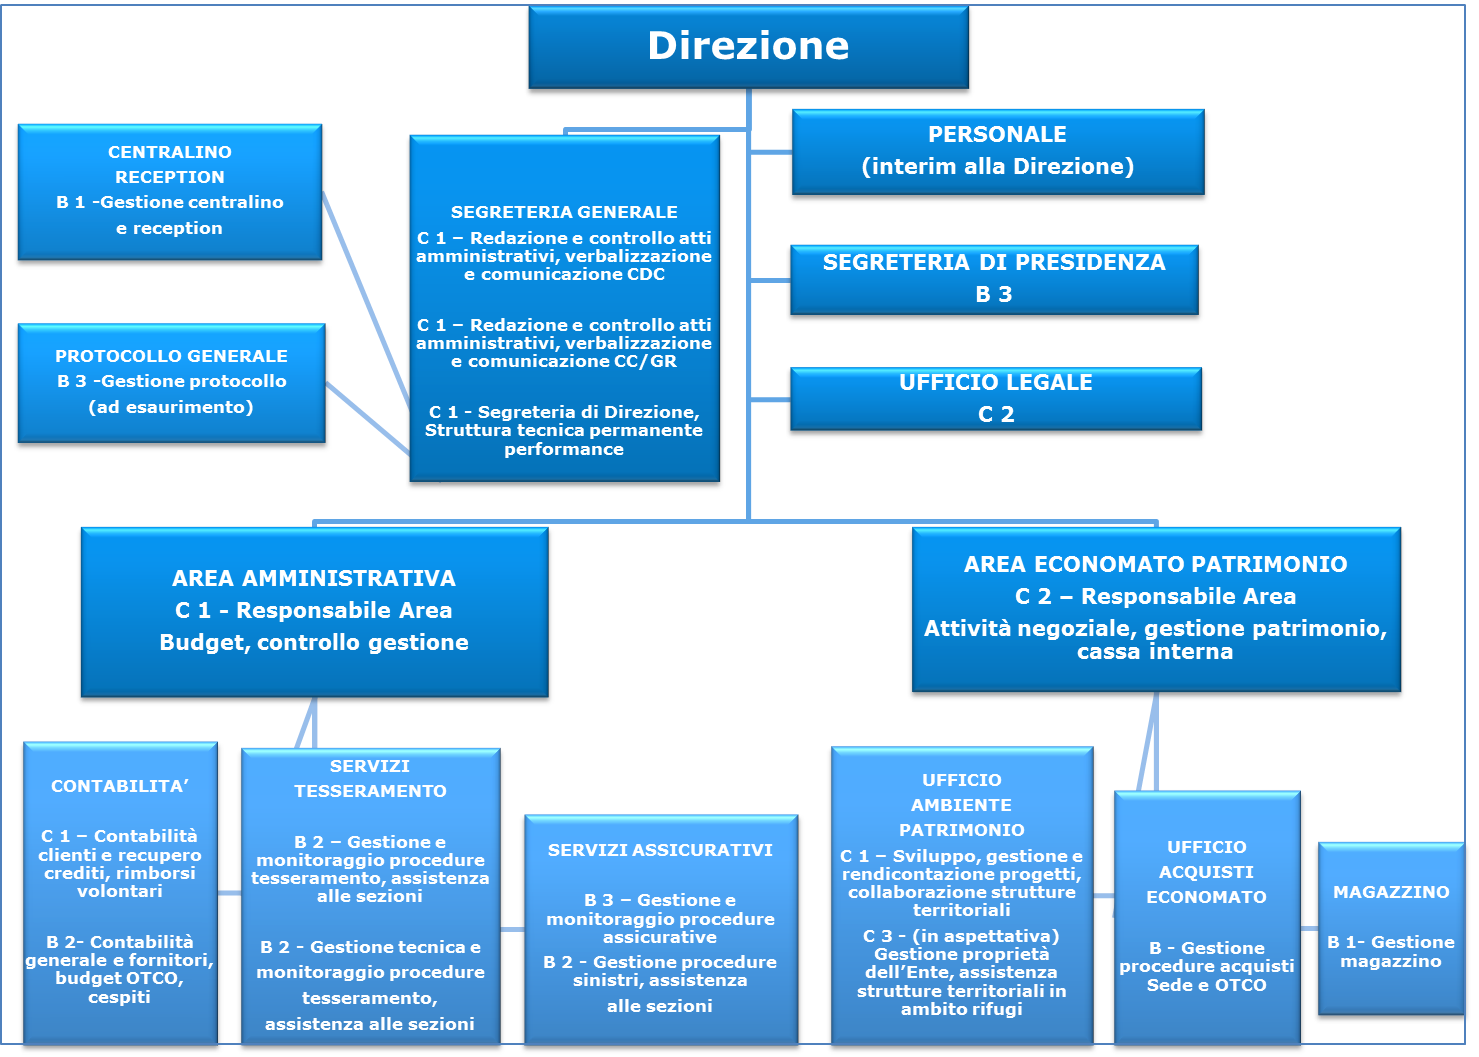 Direzione
CENTRALINO
RECEPTION
B 1 -Gestione centralino
e reception
PROTOCOLLO GENERALE
B 3 -Gestione protocollo
(ad esaurimento)
SEGRETERIA GENERALE
C 1 – Redazione e controllo atti
amministrativi, verbalizzazione
e comunicazione CDC
C 1 – Redazione e controllo atti
amministrativi, verbalizzazione
e comunicazione CC/GR
C 1 - Segreteria di Direzione,
Struttura tecnica permanente
performance
PERSONALE
(interim alla Direzione)
SEGRETERIA DI PRESIDENZA
B 3
UFFICIO LEGALE
C 2
AREA AMMINISTRATIVA
C 1 - Responsabile Area
Budget, controllo gestione
AREA ECONOMATO PATRIMONIO
C 2 – Responsabile Area
Attività negoziale, gestione patrimonio,
cassa interna
CONTABILITA’
C 1 – Contabilità
clienti e recupero
crediti, rimborsi
volontari
B 2- Contabilità
generale e fornitori,
budget OTCO,
cespiti
SERVIZI
TESSERAMENTO
B 2 – Gestione e
monitoraggio procedure
tesseramento, assistenza
alle sezioni
B 2 - Gestione tecnica e
monitoraggio procedure
tesseramento,
assistenza alle sezioni
SERVIZI ASSICURATIVI
B 3 – Gestione e
monitoraggio procedure
assicurative
B 2 - Gestione procedure
sinistri, assistenza
alle sezioni
UFFICIO
AMBIENTE
PATRIMONIO
C 1 – Sviluppo, gestione e
rendicontazione progetti,
collaborazione strutture
territoriali
C 3 - (in aspettativa)
Gestione proprietà
dell’Ente, assistenza
strutture territoriali in
ambito rifugi
UFFICIO
ACQUISTI
ECONOMATO
B - Gestione
procedure acquisti
Sede e OTCO
MAGAZZINO
B 1- Gestione
magazzino